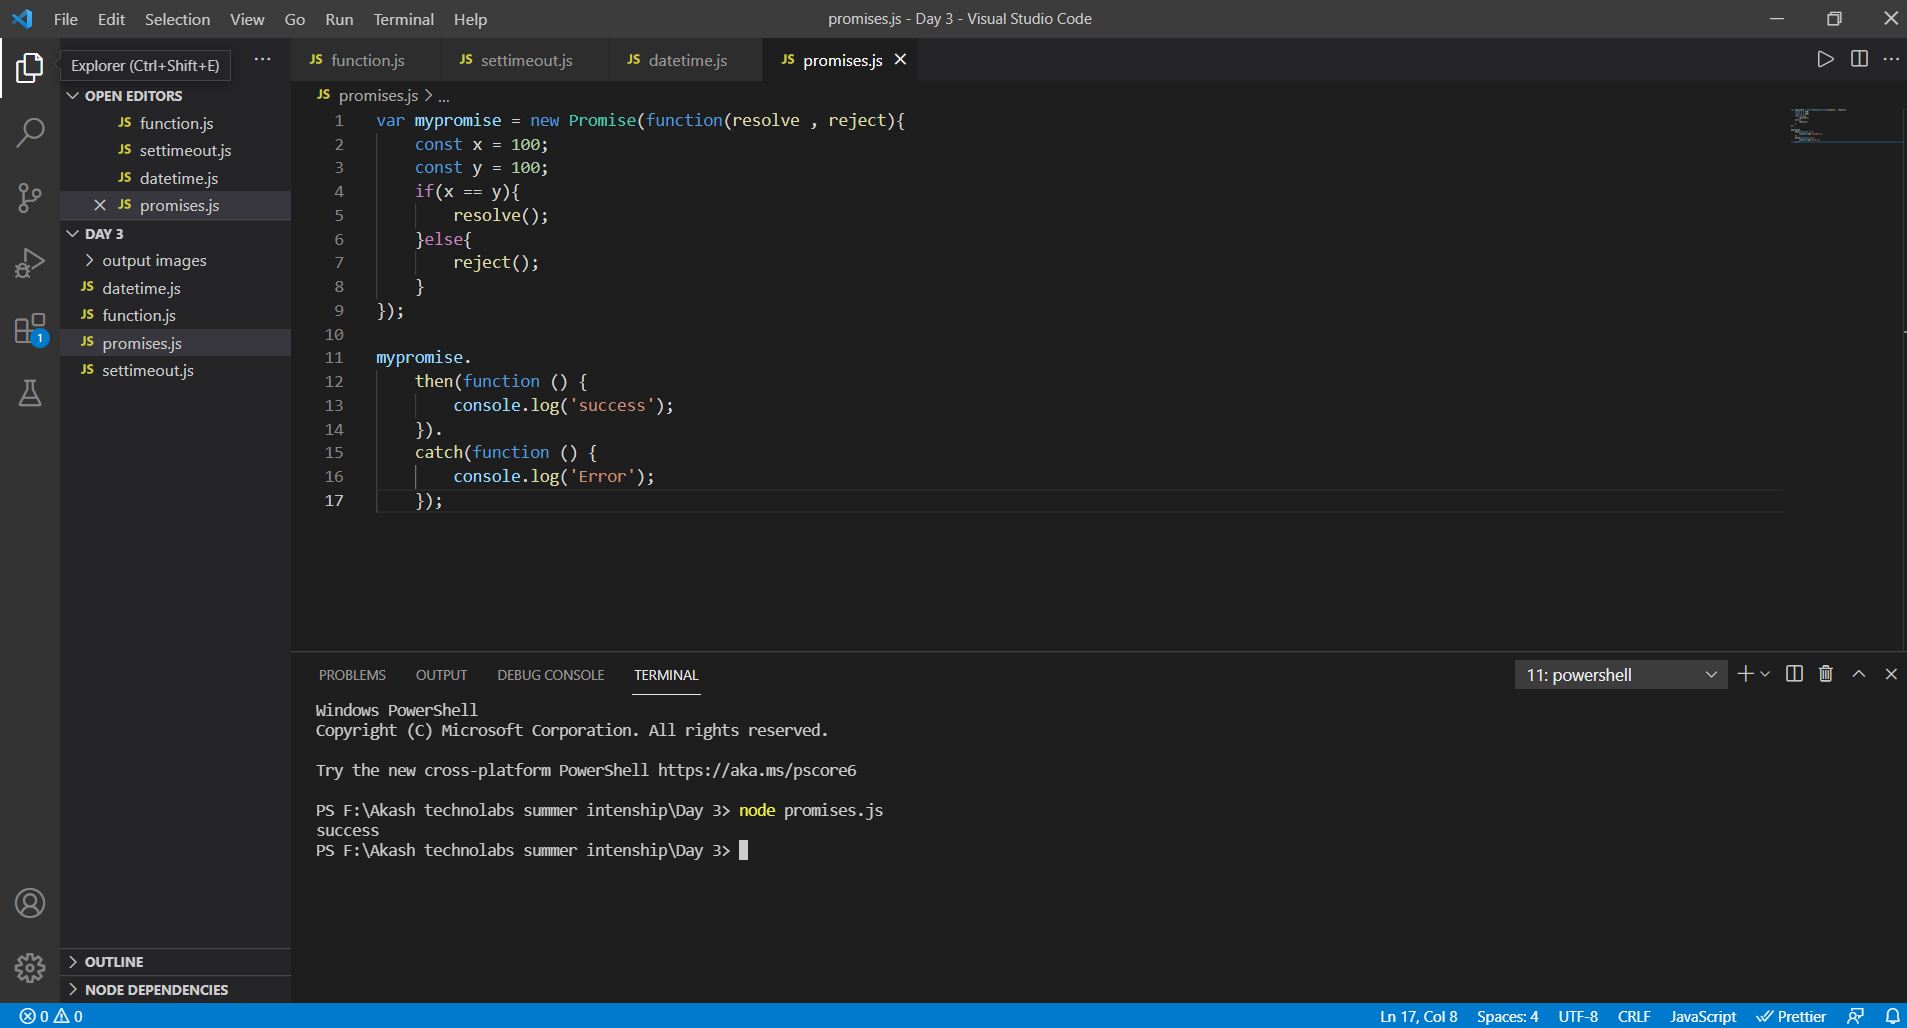 File Edit Selection View Go Run Terminal Help promises.js - Day 3 - Visual Studio Code
Explorer (Ctrl+Shift+E) ...
JS function.js JS settimeout.js JS datetime.js JS promises.js
OPEN EDITORS
JS function.js
JS settimeout.js
JS datetime.js
JS promises.js
DAY 3
output images
JS datetime.js
JS function.js
JS promises.js
JS settimeout.js
1
OUTLINE
NODE DEPENDENCIES
JS promises.js > ...
1 var mypromise = new Promise(function(resolve , reject){
2 const x = 100;
3 const y = 100;
4 if(x == y){
5 resolve();
6 }else{
7 reject();
8 }
9 });
10
11 mypromise.
12 then(function () {
13 console.log('success');
14 }).
15 catch(function () {
16 console.log('Error');
17 });
PROBLEMS OUTPUT DEBUG CONSOLE TERMINAL 11: powershell
Windows PowerShell
Copyright (C) Microsoft Corporation. All rights reserved.
Try the new cross-platform PowerShell https://aka.ms/pscore6
PS F:\Akash technolabs summer intenship\Day 3> node promises.js
success
PS F:\Akash technolabs summer intenship\Day 3>
0 0 Ln 17, Col 8 Spaces: 4 UTF-8 CRLF JavaScript Prettier